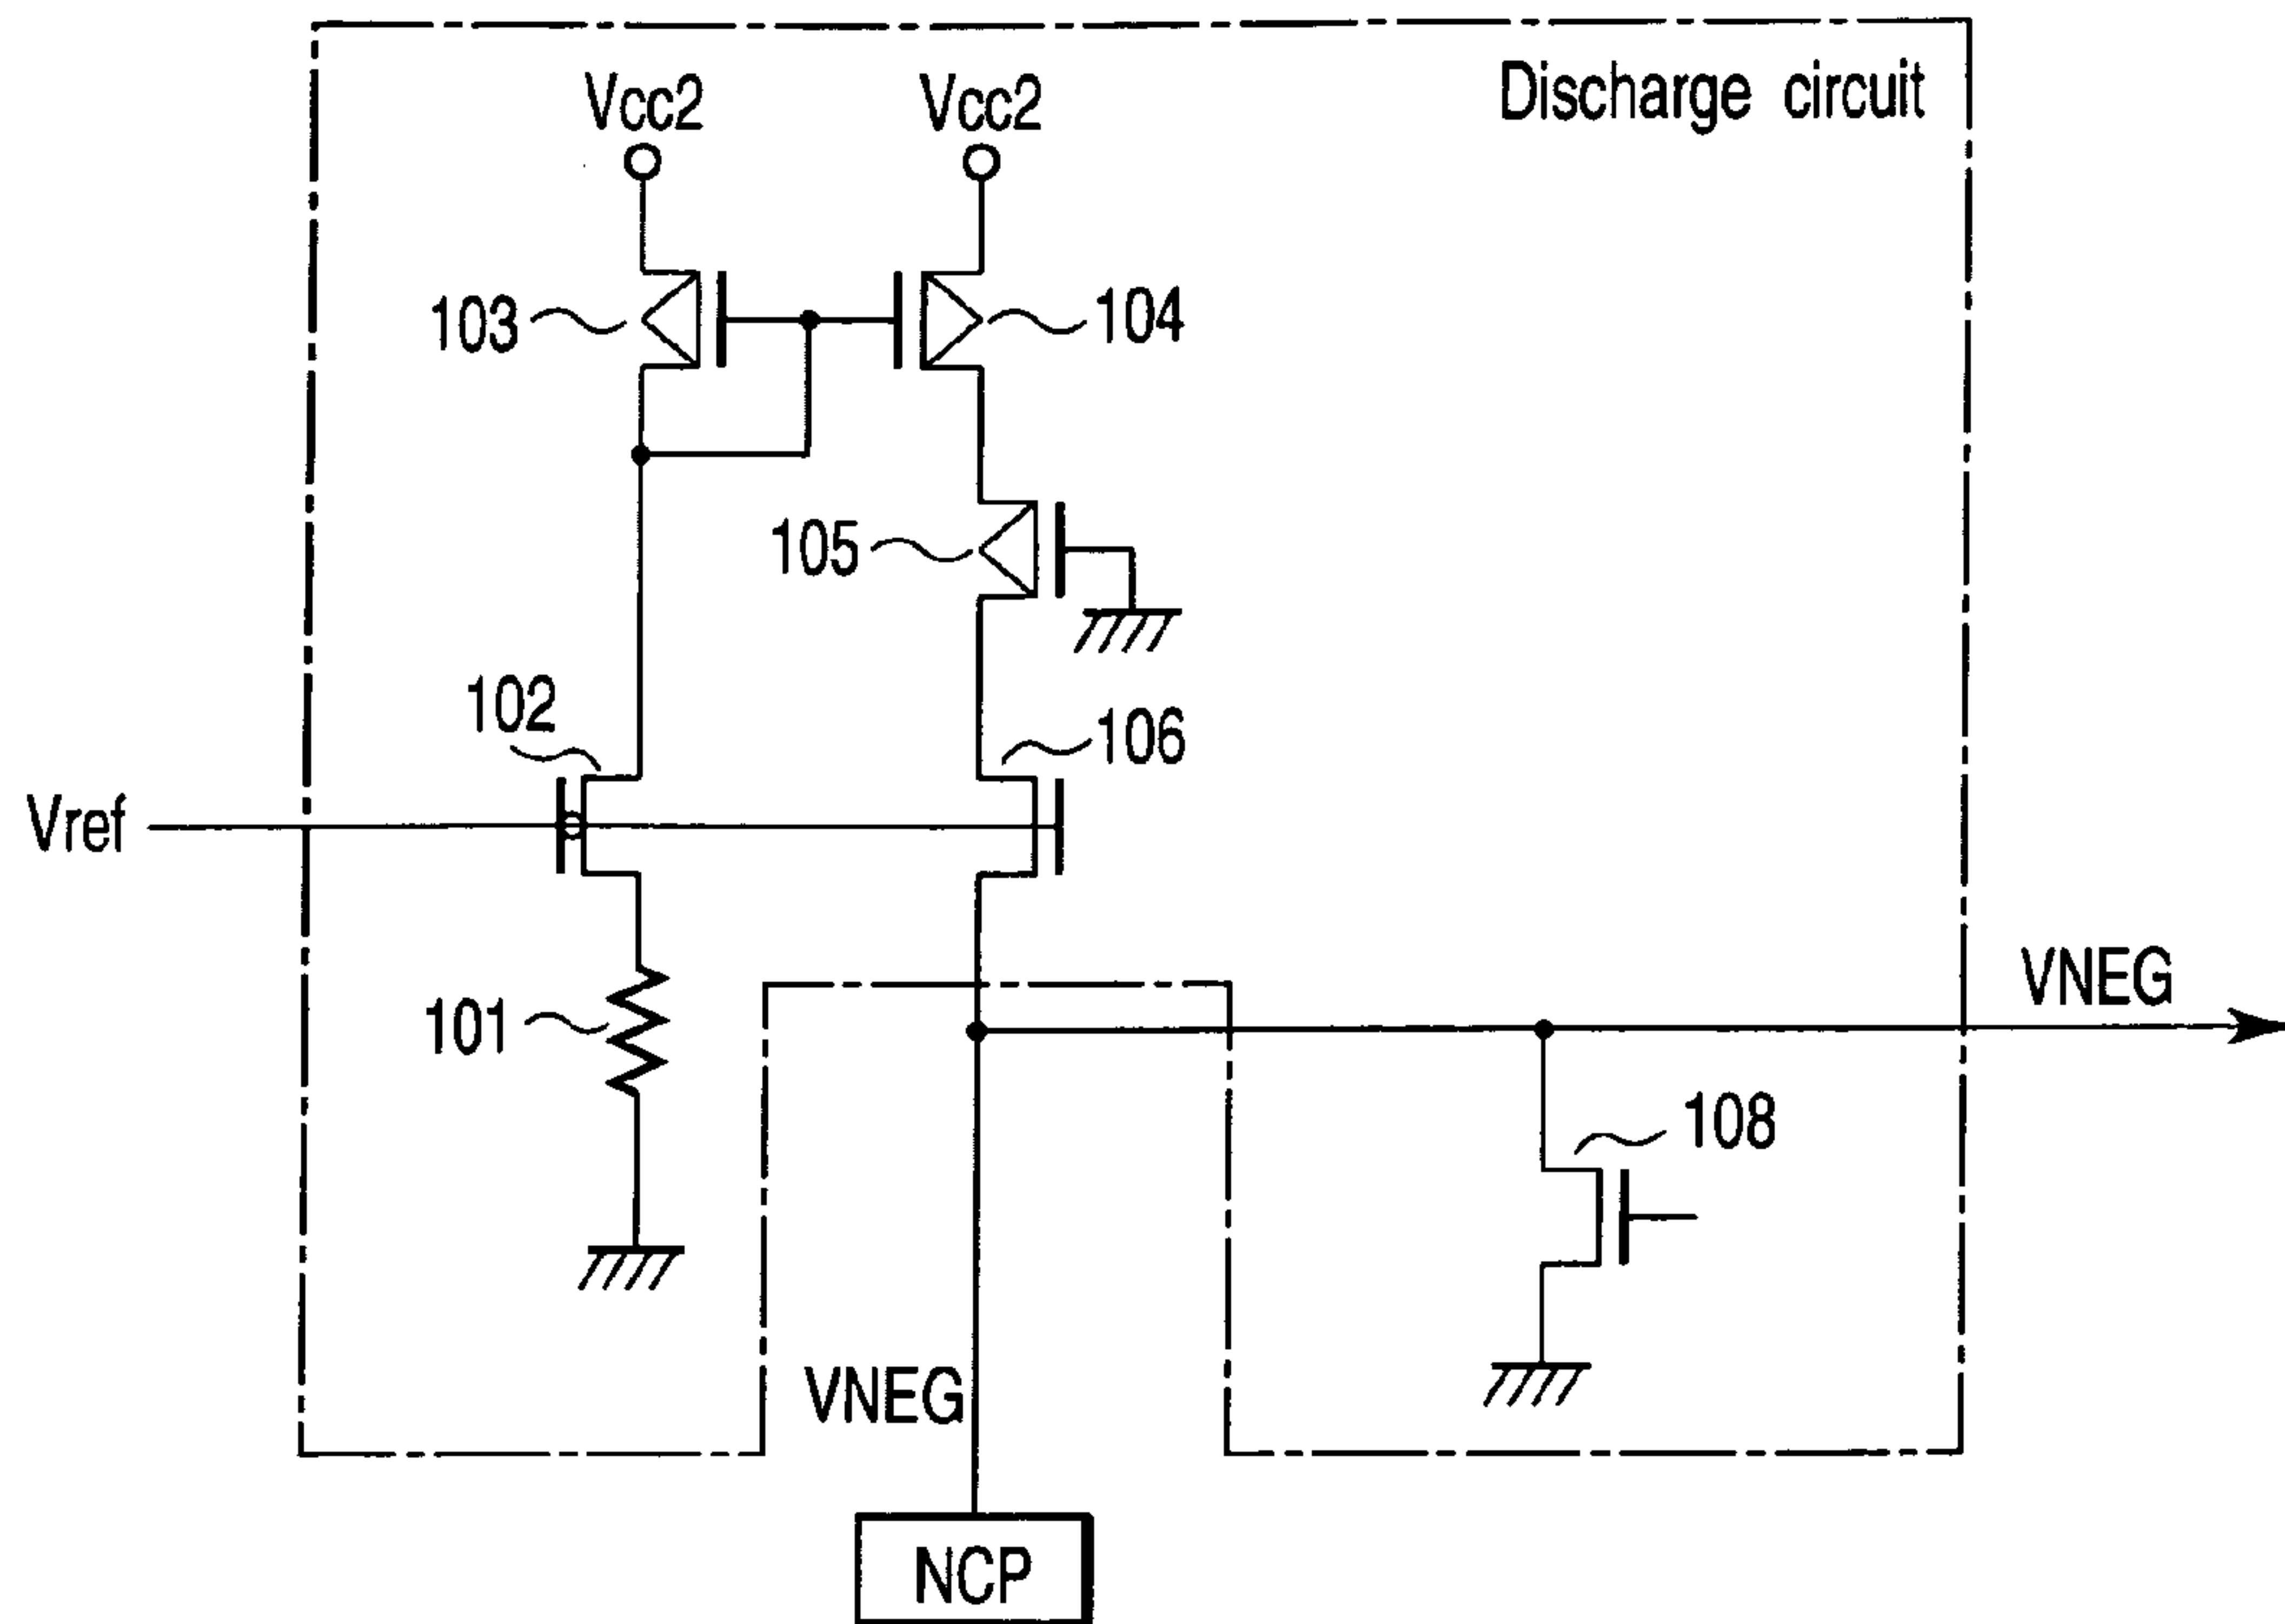 Discharge circuit
Vcc2
Vcc2
103
104
105
102
106
Vref
101
VNEG
108
VNEG
NCP